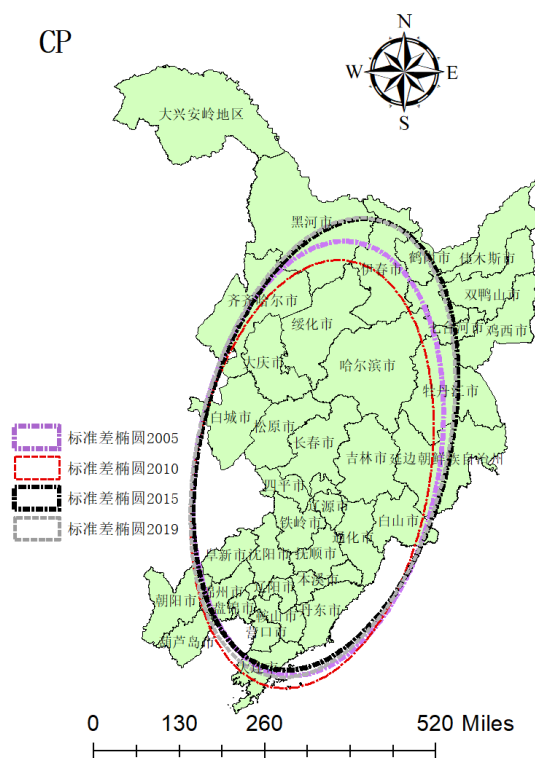 CP
N
W E
S
大兴安岭地区
黑河市
鹤岗市
佳木斯市
伊春市
双鸭山市
齐齐哈尔市
绥化市
七台河市
鸡西市
大庆市
哈尔滨市
牡丹江市
白城市
松原市
长春市
吉林市
延边朝鲜族自治州
四平市
辽源市
铁岭市
白山市
通化市
阜新市
沈阳市
抚顺市
本溪市
锦州市
辽阳市
朝阳市
盘锦市
鞍山市
丹东市
营口市
葫芦岛市
大连市
标准差椭圆2005
标准差椭圆2010
标准差椭圆2015
标准差椭圆2019
0 130 260 520 Miles